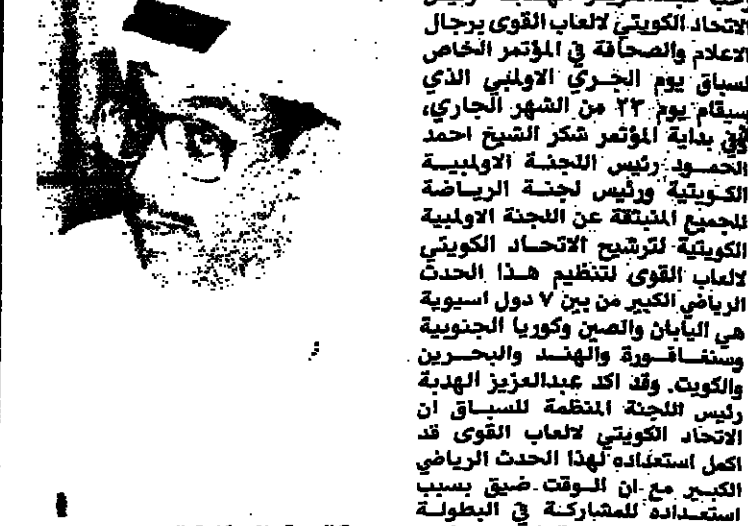 الاتحاد الكويتي لالعاب القوى برجال
الاعلام والصحافة في المؤتمر الخاص
لسباق يوم الجري الاولمبي الذي
سيقام يوم ٢٣ من الشهر الجاري،
وفي بداية المؤتمر شكر الشيخ احمد
الحمود رئيس اللجنة الاولمبية
الكويتية ورئيس لجنة الرياضة
للجميع المنبثقة عن اللجنة الاولمبية
الكويتية لترشيح الاتحاد الكويتي
لالعاب القوى لتنظيم هذا الحدث
الرياضي الكبير من بين ٧ دول اسيوية
هي اليابان والصين وكوريا الجنوبية
وسنغافورة والهند والبحرين
والكويت. وقد اكد عبدالعزيز الهدبة
رئيس اللجنة المنظمة للسباق ان
الاتحاد الكويتي لالعاب القوى قد
اكمل استعداده لهذا الحدث الرياضي
الكبير مع ان الوقت ضيق بسبب
استعداده للمشاركة في البطولة